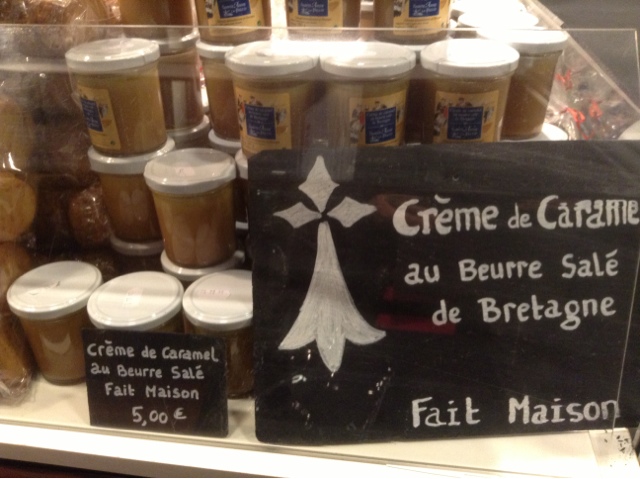 Crème de Carame
au Beurre Salé
de Bretagne
Fait Maison
Crème de Caramel
au Beurre Salé
Fait Maison
5,00 €